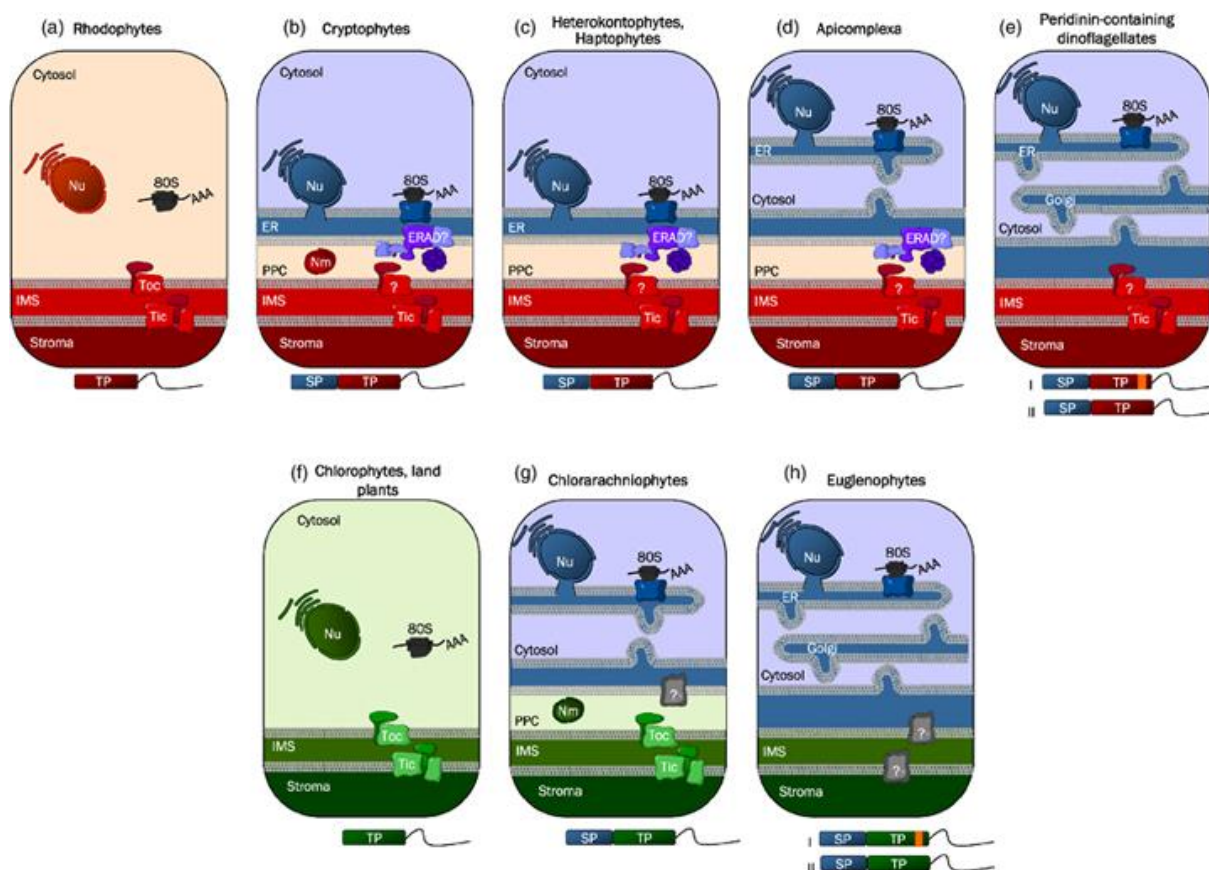 (a) Rhodophytes
Cytosol
Nu
80S
AAA
Toc
IMS
Tic
Stroma
TP
(b) Cryptophytes
Cytosol
Nu
80S
AAA
ER
ERAD?
Nm
PPC
?
IMS
Tic
Stroma
SP TP
(c) Heterokontophytes,
Haptophytes
Cytosol
Nu
80S
AAA
ER
ERAD?
PPC
?
IMS
Tic
Stroma
SP TP
(d) Apicomplexa
Nu
80S
AAA
ER
Cytosol
ERAD?
PPC
?
IMS
Tic
Stroma
SP TP
(e) Peridinin-containing
dinoflagellates
Nu
80S
AAA
ER
Golgi
Cytosol
?
IMS
Tic
Stroma
I SP TP
II SP TP
(f) Chlorophytes, land
plants
Cytosol
Nu
80S
AAA
Toc
IMS
Tic
Stroma
TP
(g) Chlorarachniophytes
Nu
80S
AAA
Cytosol
?
Nm
PPC
Toc
IMS
Tic
Stroma
SP TP
(h) Euglenophytes
Nu
80S
AAA
ER
Golgi
Cytosol
?
IMS
?
Stroma
I SP TP
II SP TP